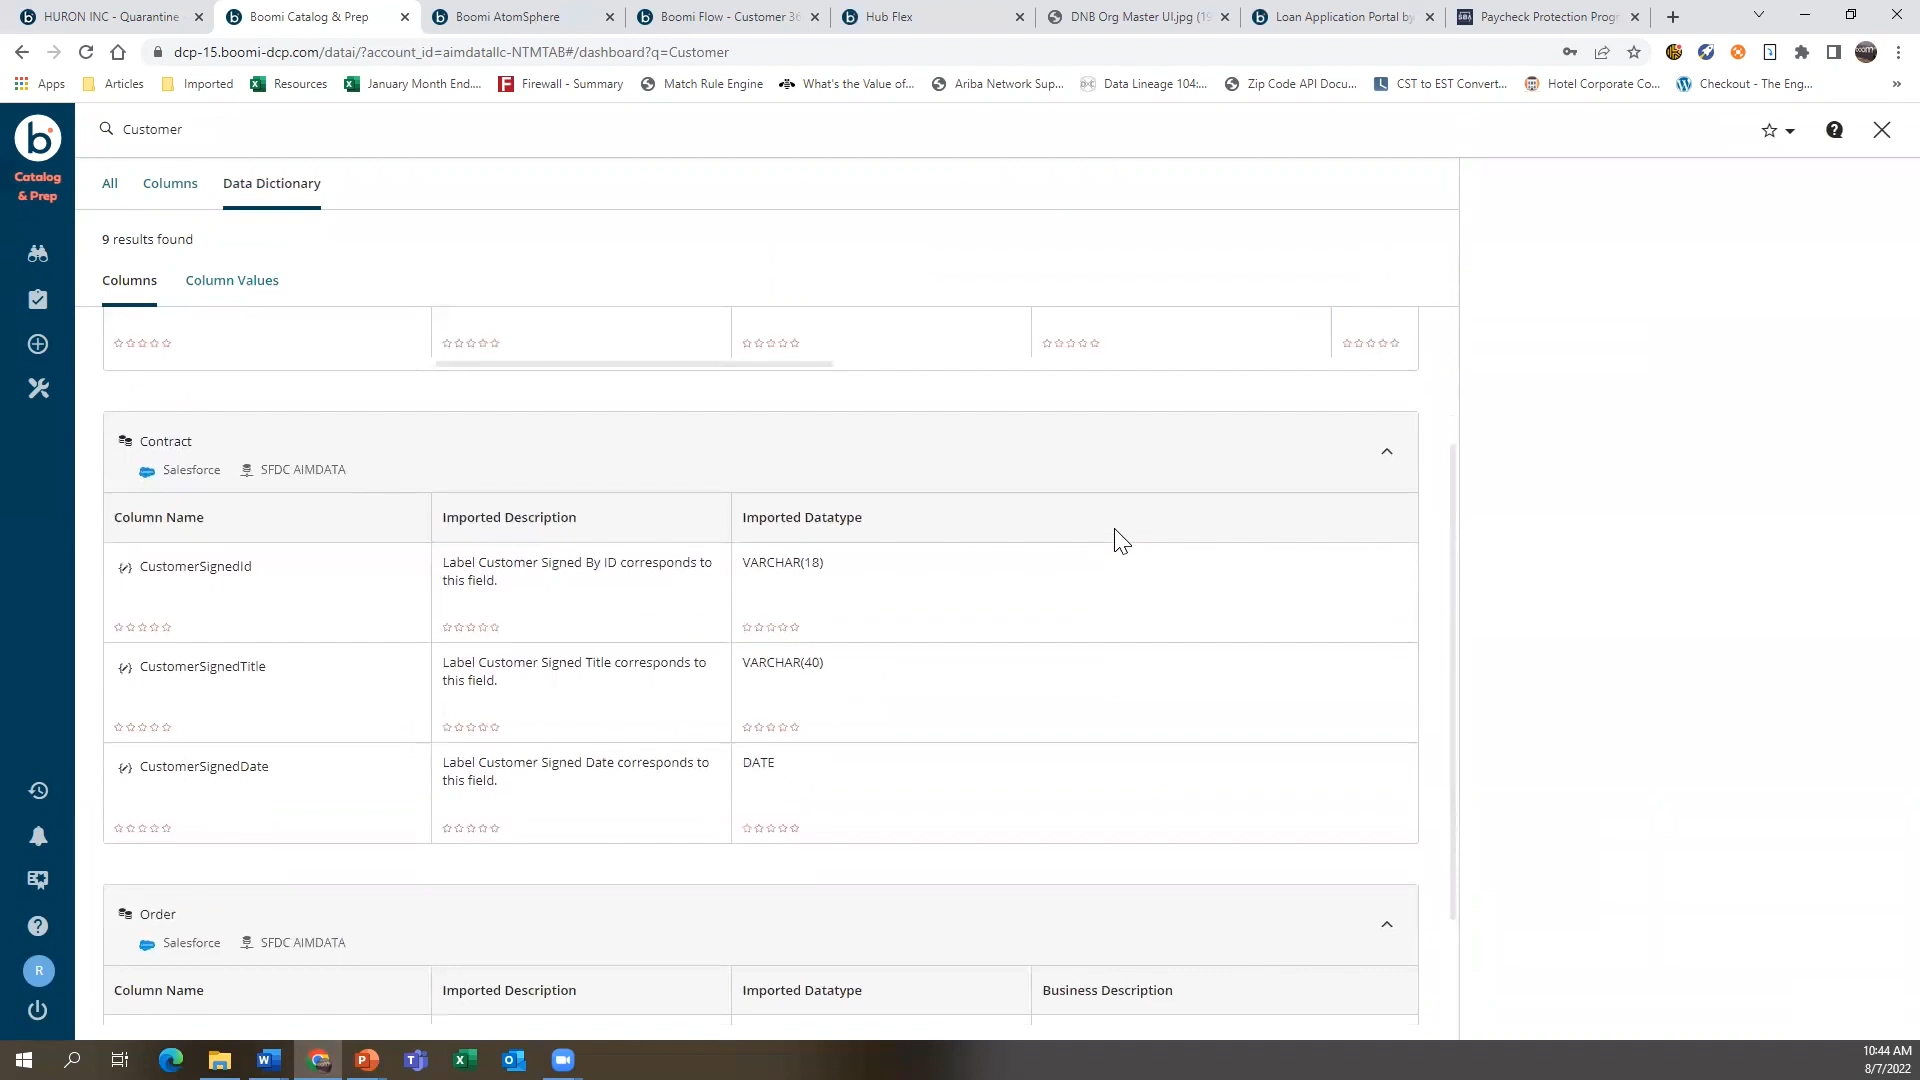 HURON INC - Quarantine
Boomi Catalog & Prep
Boomi AtomSphere
Boomi Flow - Customer 36
Hub Flex
DNB Org Master UI.jpg (19
Loan Application Portal by
Paycheck Protection Progr
dcp-15.boomi-dcp.com/datai/?account_id=aimdatallc-NTMTAB#/dashboard?q=Customer
Apps
Articles
Imported
Resources
January Month End....
Firewall - Summary
Match Rule Engine
What's the Value of...
Ariba Network Sup...
Data Lineage 104:...
Zip Code API Docu...
CST to EST Convert...
Hotel Corporate Co...
Checkout - The Eng...
Catalog
& Prep
Customer
All
Columns
Data Dictionary
9 results found
Columns
Column Values
Contract
Salesforce
SFDC AIMDATA
Column Name
Imported Description
Imported Datatype
CustomerSignedId
Label Customer Signed By ID corresponds to
this field.
VARCHAR(18)
CustomerSignedTitle
Label Customer Signed Title corresponds to
this field.
VARCHAR(40)
CustomerSignedDate
Label Customer Signed Date corresponds to
this field.
DATE
Order
Salesforce
SFDC AIMDATA
Column Name
Imported Description
Imported Datatype
Business Description
R
10:44 AM
8/7/2022